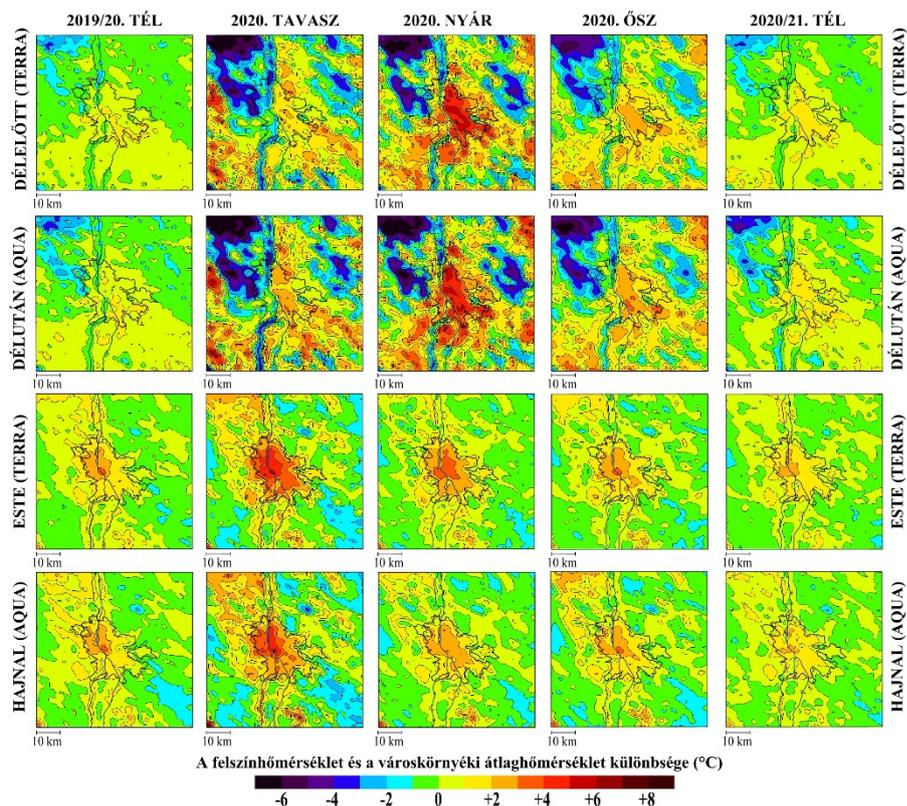 2019/20. TÉL 2020. TAVASZ 2020. NYÁR 2020. ŐSZ 2020/21. TÉL
DÉLELŐTT (TERRA) DÉLELŐTT (TERRA)
10 km 10 km 10 km 10 km 10 km
DÉLUTÁN (AQUA) DÉLUTÁN (AQUA)
10 km 10 km 10 km 10 km 10 km
ESTE (TERRA) ESTE (TERRA)
10 km 10 km 10 km 10 km 10 km
HAJNAL (AQUA) HAJNAL (AQUA)
10 km 10 km 10 km 10 km 10 km
A felszínhőmérséklet és a városkörnyéki átlaghőmérséklet különbsége (°C)
-6 -4 -2 0 +2 +4 +6 +8